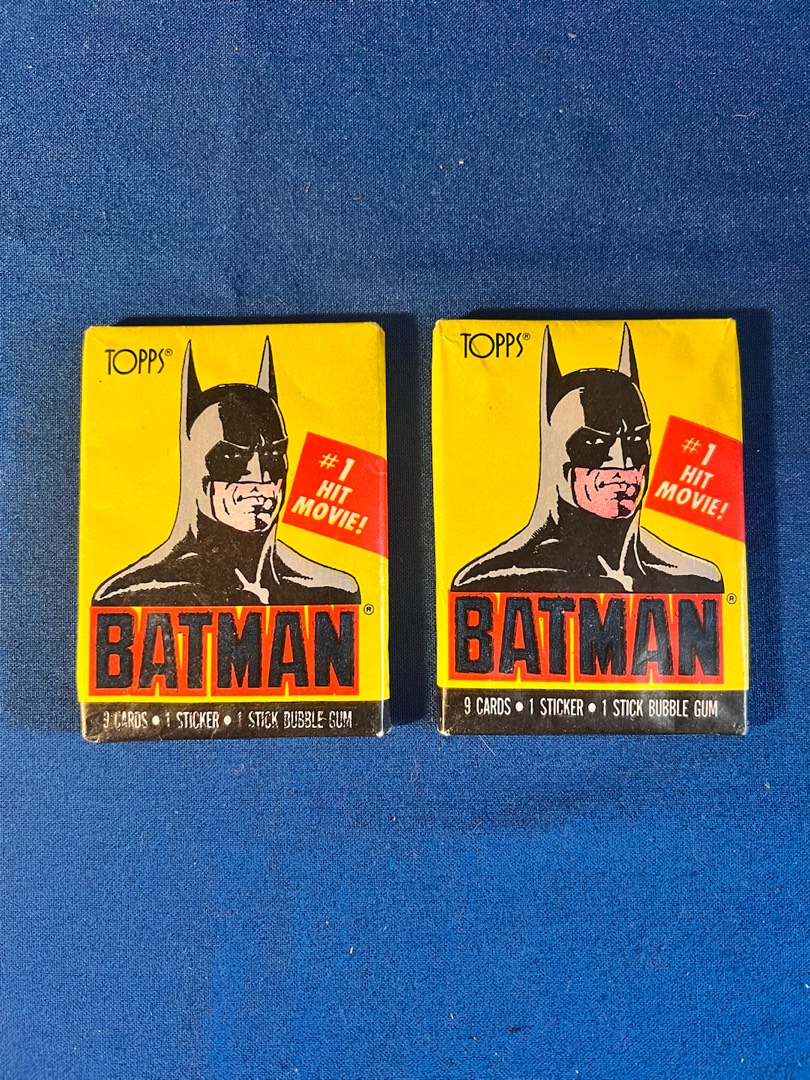 TOPPS®
#1
HIT
MOVIE!
BATMAN®
9 CARDS • 1 STICKER • 1 STICK BUBBLE GUM
TOPPS®
#1
HIT
MOVIE!
BATMAN®
9 CARDS • 1 STICKER • 1 STICK BUBBLE GUM